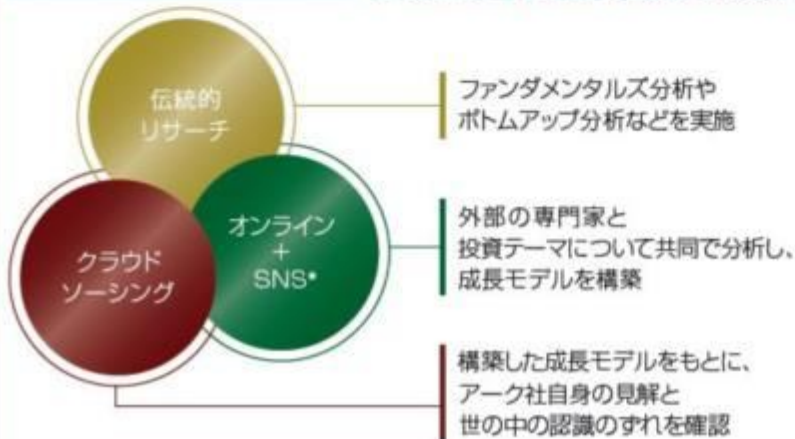 伝統的
リサーチ
ファンダメンタルズ分析や
ボトムアップ分析などを実施
オンライン
+
SNS*
外部の専門家と
投資テーマについて共同で分析し、
成長モデルを構築
クラウド
ソーシング
構築した成長モデルをもとに、
アーク社自身の見解と
世の中の認識のずれを確認